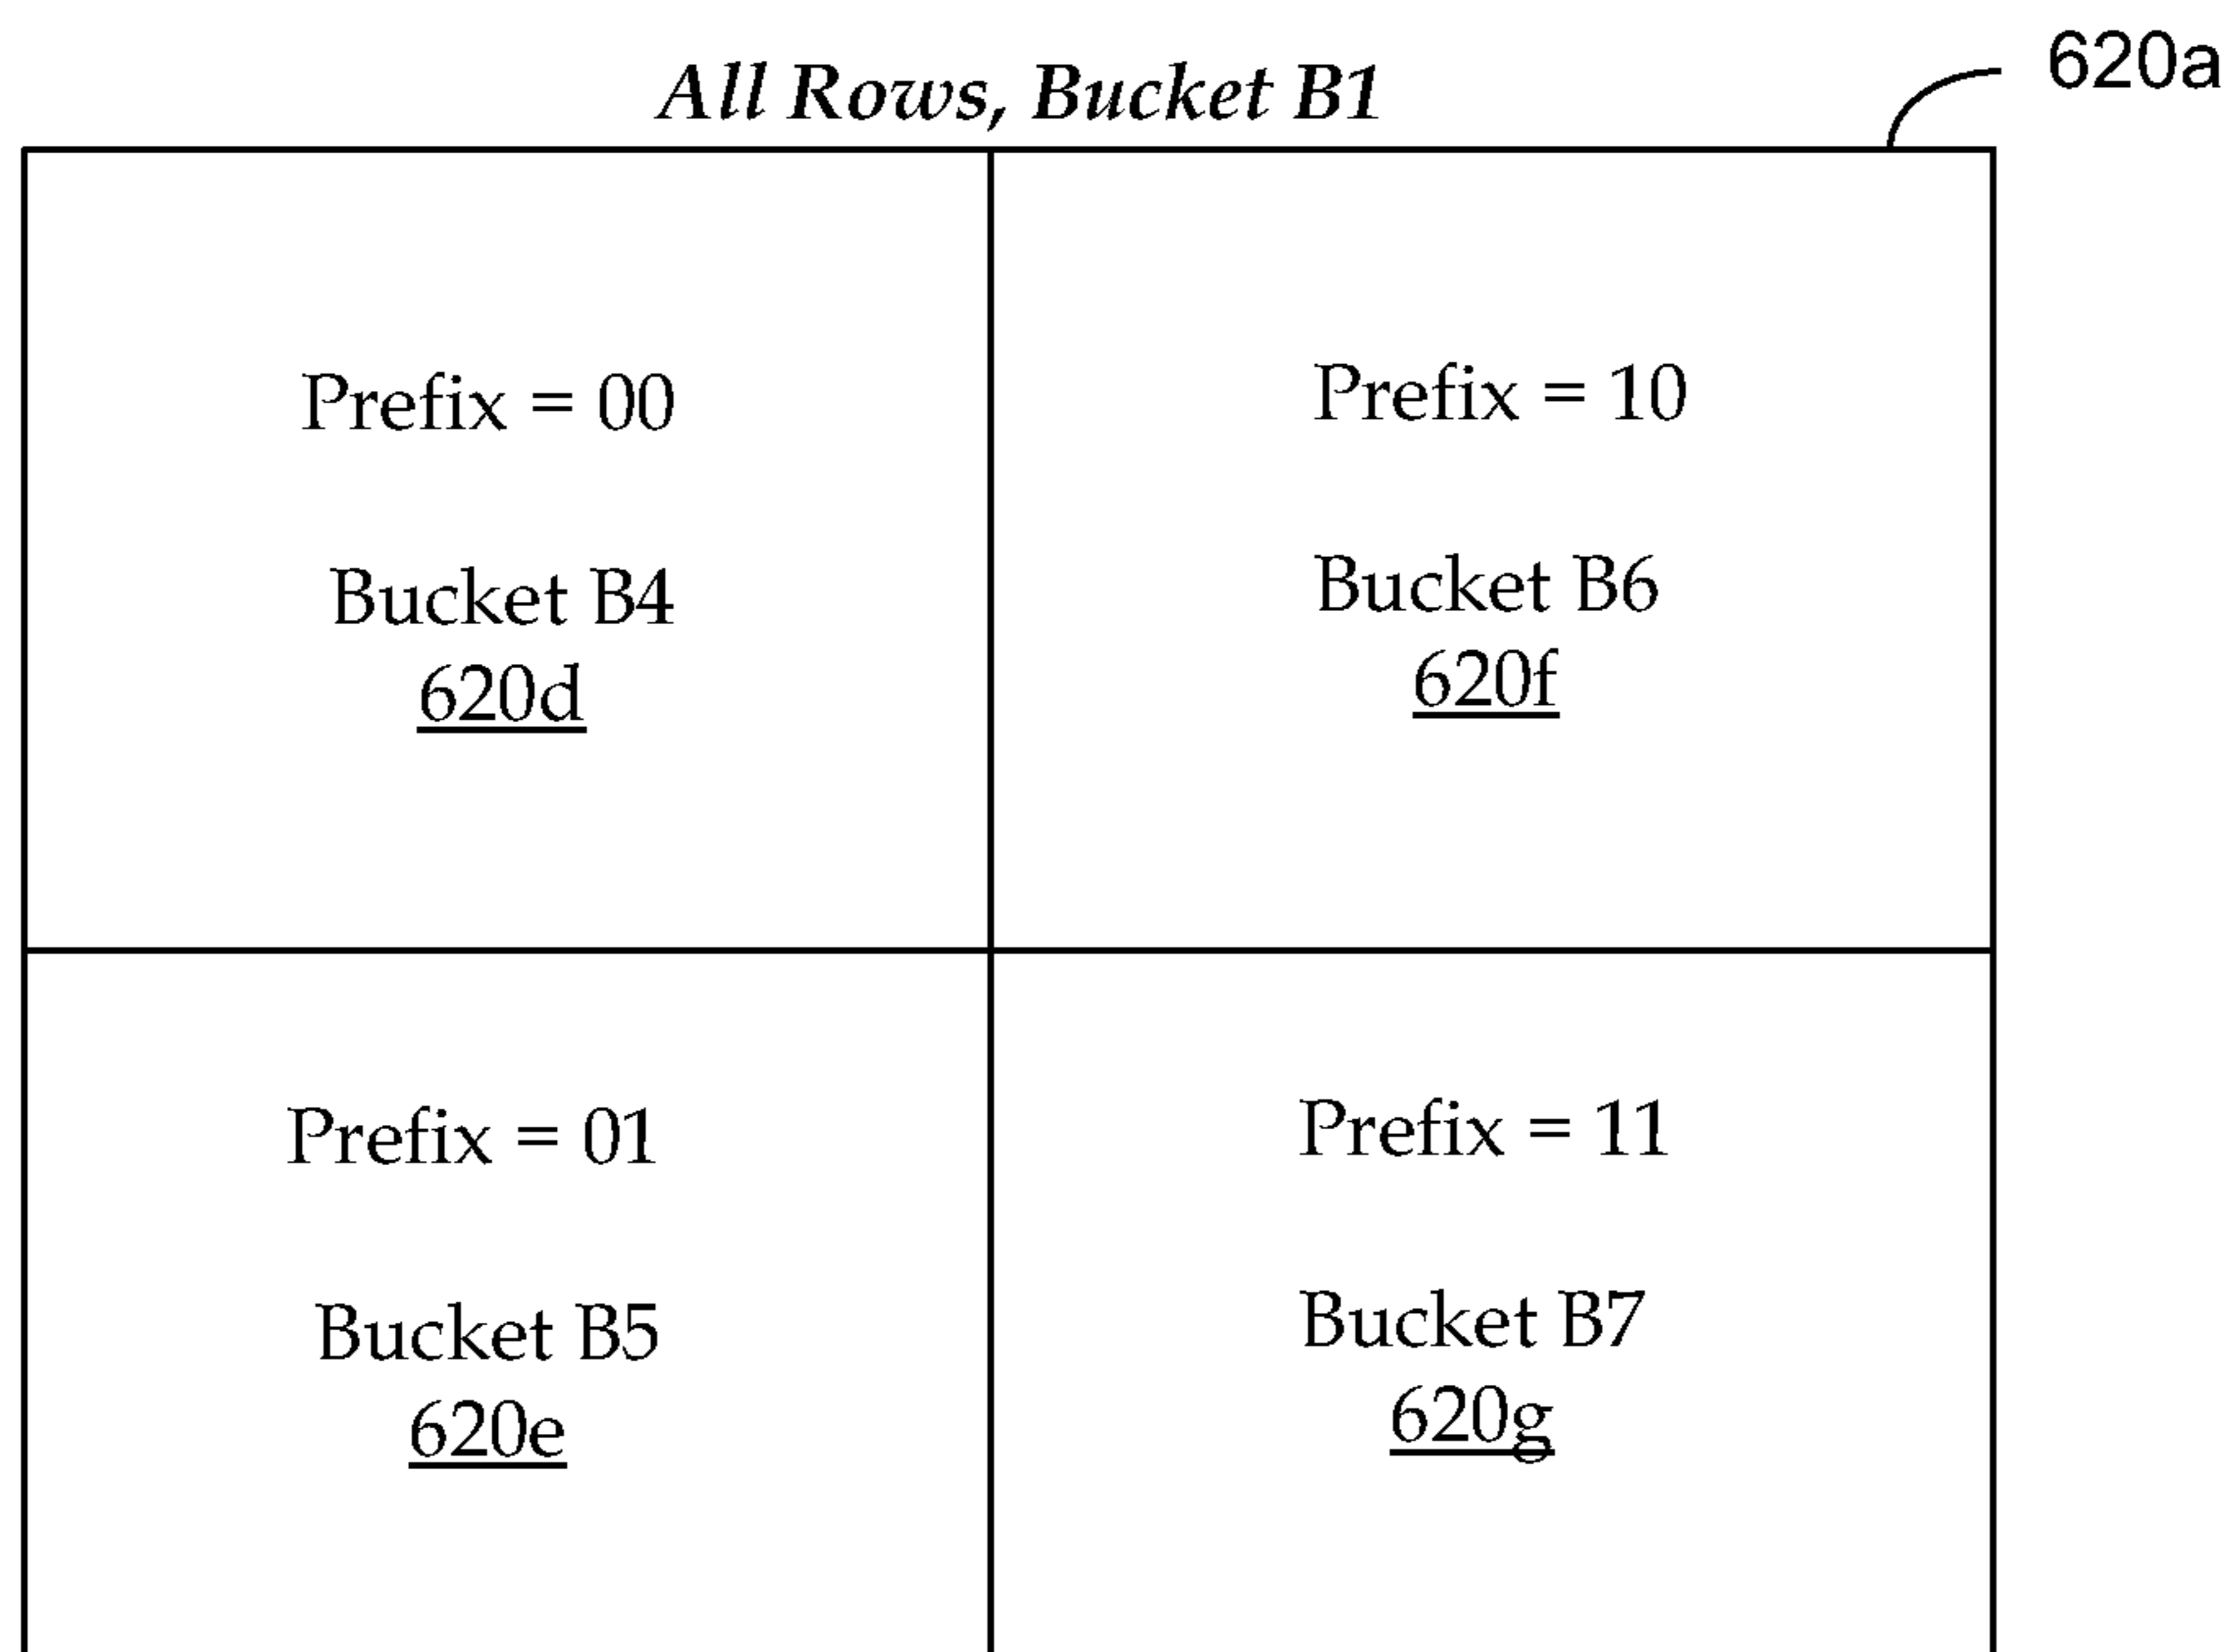 620a
All Rows, Bucket B1
Prefix = 00
Bucket B4
620d
Prefix = 10
Bucket B6
620f
Prefix = 01
Bucket B5
620e
Prefix = 11
Bucket B7
620g